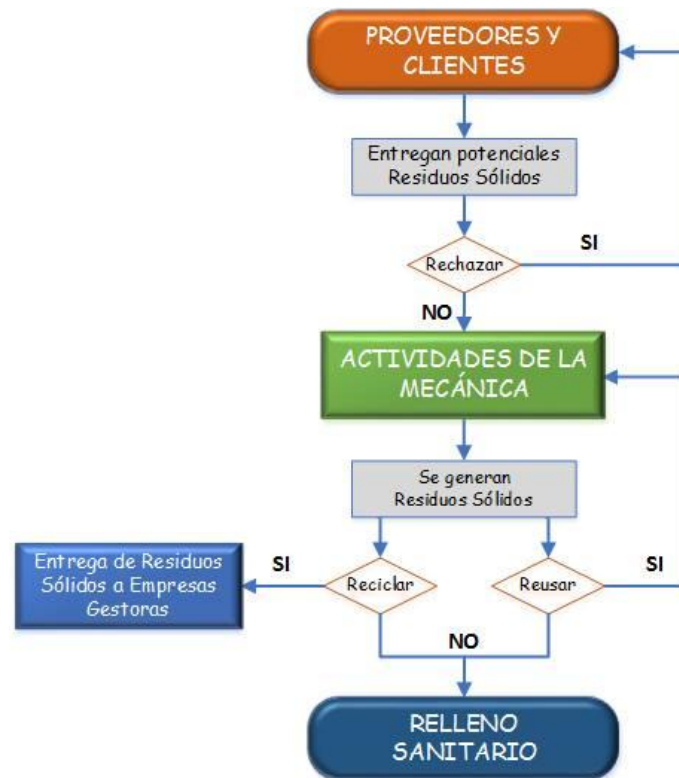 PROVEEDORES Y
CLIENTES
Entregan potenciales
Residuos Sólidos
Rechazar
SI
NO
ACTIVIDADES DE LA
MECÁNICA
Se generan
Residuos Sólidos
Entrega de Residuos
Sólidos a Empresas
Gestoras
SI
Reciclar
Reusar
SI
NO
RELLENO
SANITARIO